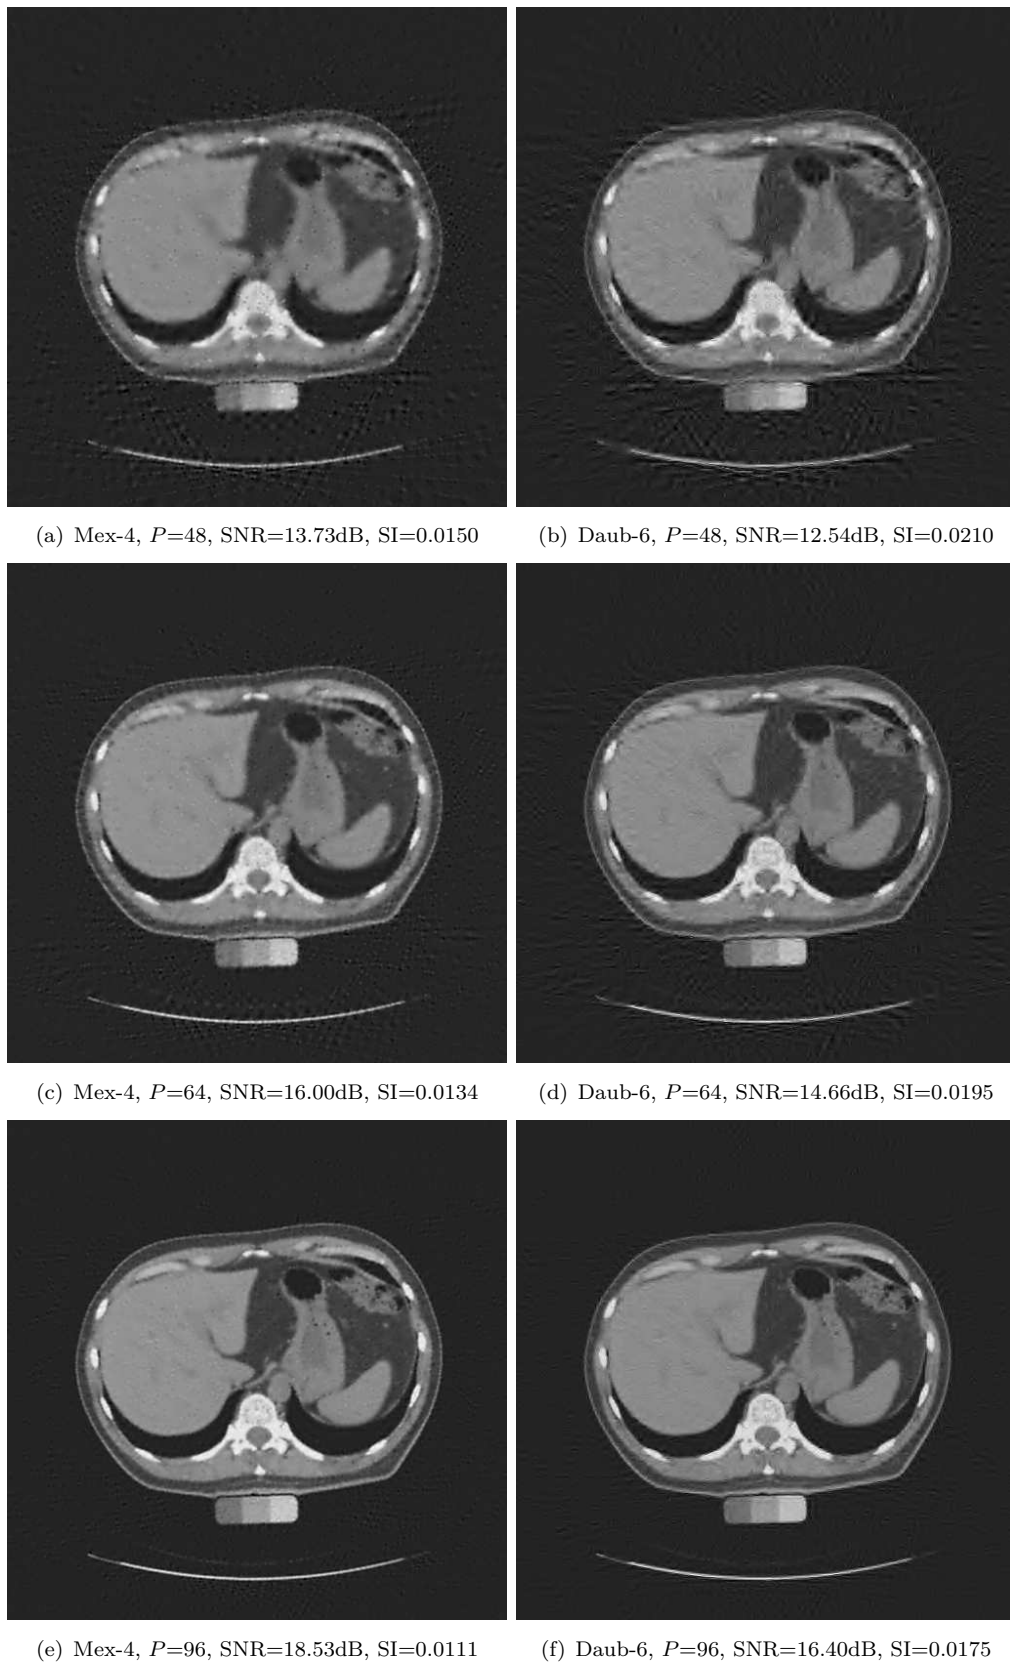 (a) Mex-4, P=48, SNR=13.73dB, SI=0.0150
(b) Daub-6, P=48, SNR=12.54dB, SI=0.0210
(c) Mex-4, P=64, SNR=16.00dB, SI=0.0134
(d) Daub-6, P=64, SNR=14.66dB, SI=0.0195
(e) Mex-4, P=96, SNR=18.53dB, SI=0.0111
(f) Daub-6, P=96, SNR=16.40dB, SI=0.0175